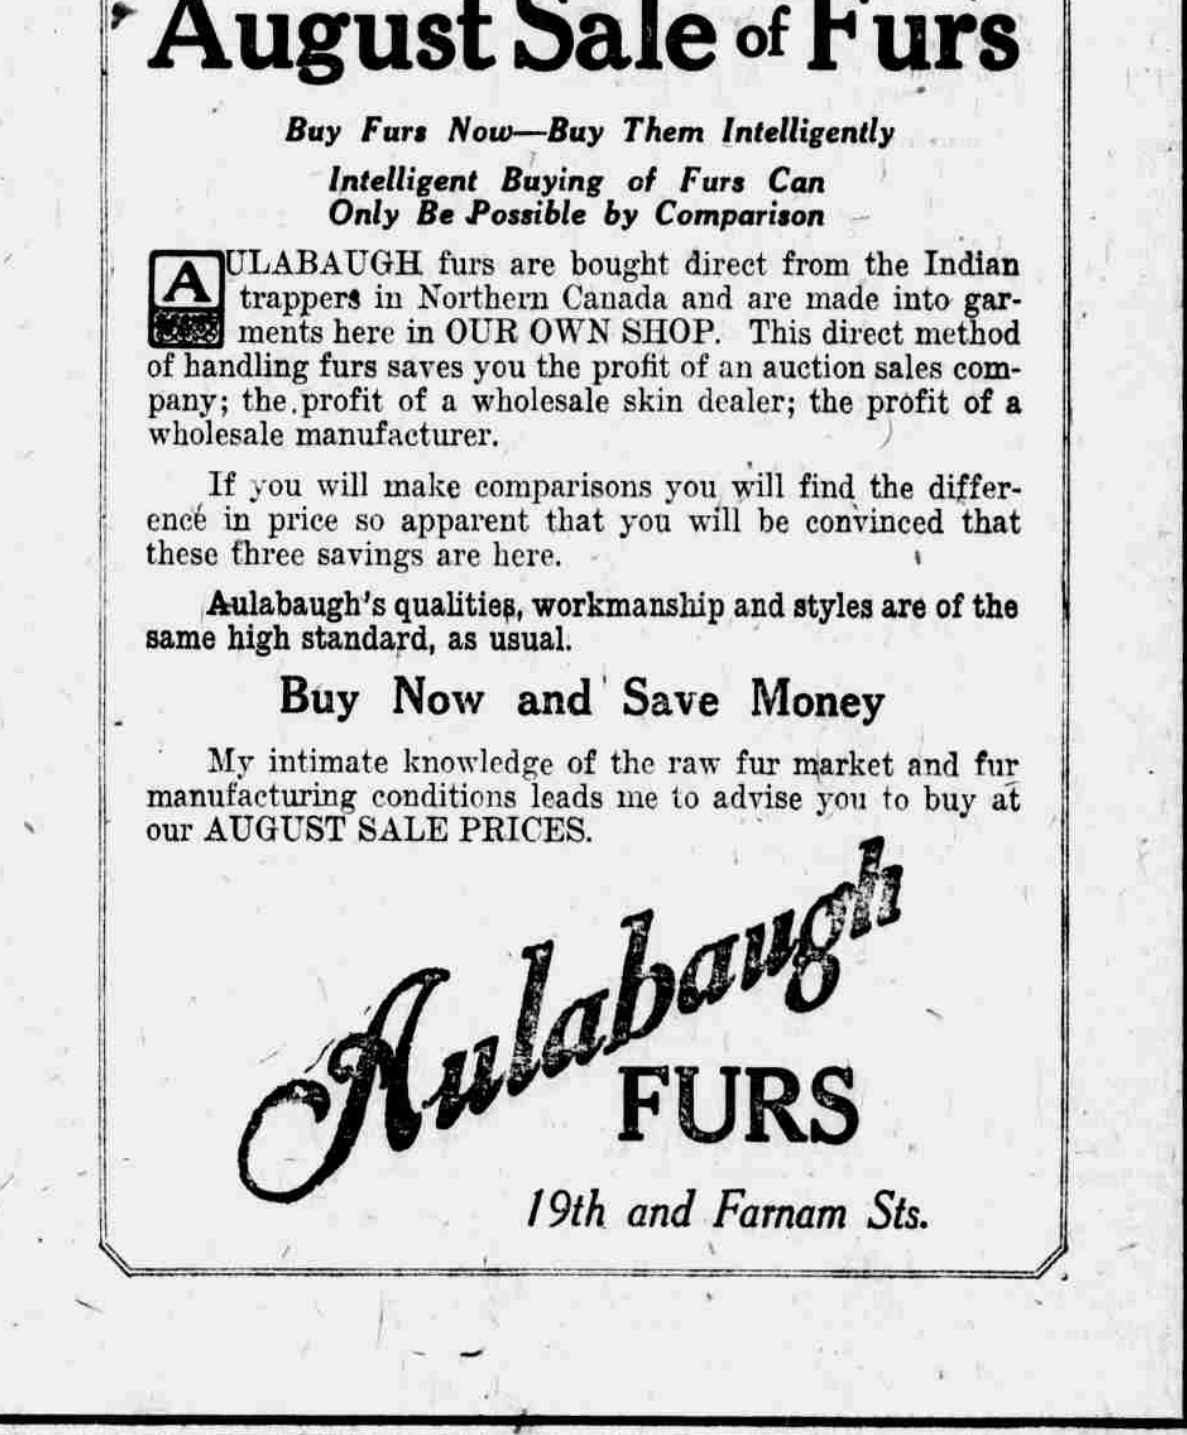 August Sale of Furs
Buy Furs Now—Buy Them Intelligently
Intelligent Buying of Furs Can
Only Be Possible by Comparison
AULABAUGH furs are bought direct from the Indian
trappers in Northern Canada and are made into gar-
ments here in OUR OWN SHOP. This direct method
of handling furs saves you the profit of an auction sales com-
pany; the profit of a wholesale skin dealer; the profit of a
wholesale manufacturer.
If you will make comparisons you will find the differ-
ence in price so apparent that you will be convinced that
these three savings are here.
Aulabaugh's qualities, workmanship and styles are of the
same high standard, as usual.
Buy Now and Save Money
My intimate knowledge of the raw fur market and fur
manufacturing conditions leads me to advise you to buy at
our AUGUST SALE PRICES.
Aulabaugh
FURS
19th and Farnam Sts.